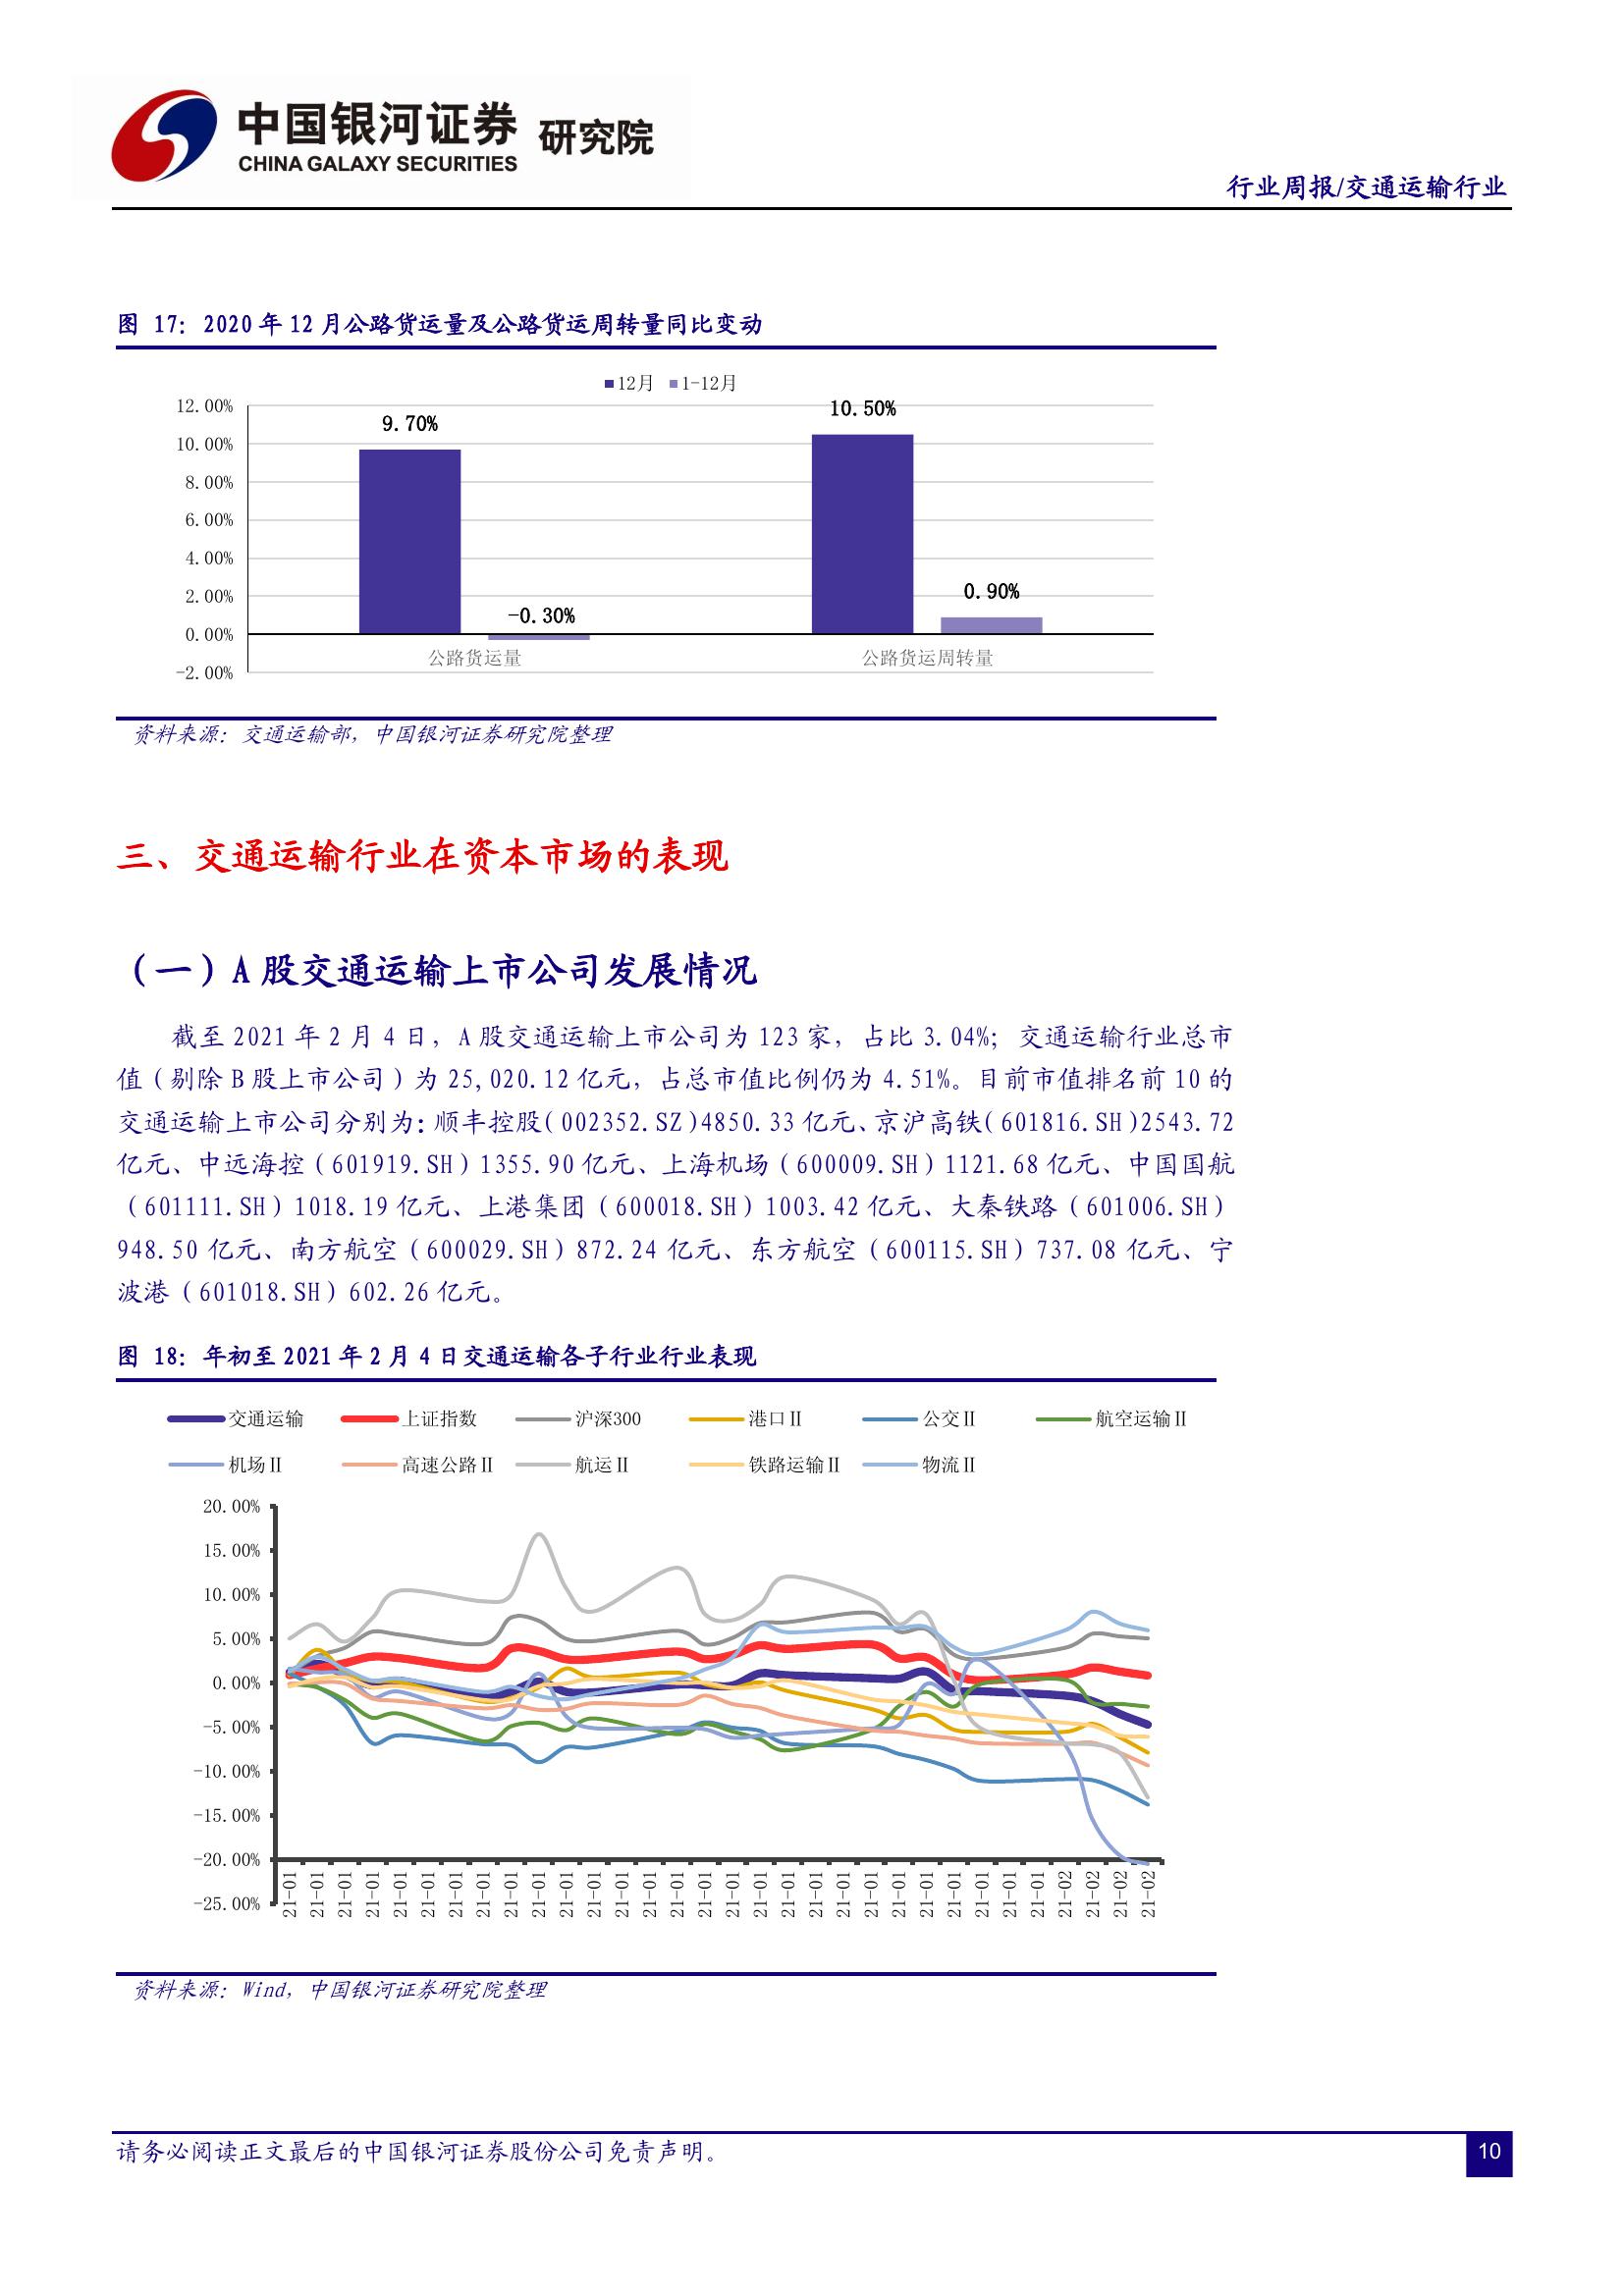 中国银河证券 研究院
CHINA GALAXY SECURITIES
行业周报/交通运输行业
图 17：2020 年 12 月公路货运量及公路货运周转量同比变动
12月 1-12月
12.00%
10.00%
8.00%
6.00%
4.00%
2.00%
0.00%
-2.00%
9.70%
-0.30%
10.50%
0.90%
公路货运量 公路货运周转量
资料来源：交通运输部，中国银河证券研究院整理
三、交通运输行业在资本市场的表现
（一）A 股交通运输上市公司发展情况
截至 2021 年 2 月 4 日，A 股交通运输上市公司为 123 家，占比 3.04%；交通运输行业总市
值（剔除 B 股上市公司）为 25,020.12 亿元，占总市值比例仍为 4.51%。目前市值排名前 10 的
交通运输上市公司分别为：顺丰控股（002352.SZ）4850.33 亿元、京沪高铁（601816.SH）2543.72
亿元、中远海控（601919.SH）1355.90 亿元、上海机场（600009.SH）1121.68 亿元、中国国航
（601111.SH）1018.19 亿元、上港集团（600018.SH）1003.42 亿元、大秦铁路（601006.SH）
948.50 亿元、南方航空（600029.SH）872.24 亿元、东方航空（600115.SH）737.08 亿元、宁
波港（601018.SH）602.26 亿元。
图 18：年初至 2021 年 2 月 4 日交通运输各子行业行业表现
交通运输 上证指数 沪深300 港口Ⅱ 公交Ⅱ 航空运输Ⅱ
机场Ⅱ 高速公路Ⅱ 航运Ⅱ 铁路运输Ⅱ 物流Ⅱ
20.00%
15.00%
10.00%
5.00%
0.00%
-5.00%
-10.00%
-15.00%
-20.00%
-25.00%
21-01 21-01 21-01 21-01 21-01 21-01 21-01 21-01 21-01 21-01 21-01 21-01 21-01 21-01 21-01 21-01 21-01 21-01 21-01 21-01 21-01 21-01 21-01 21-01 21-01 21-01 21-01 21-01 21-02 21-02 21-02 21-02
资料来源：Wind，中国银河证券研究院整理
请务必阅读正文最后的中国银河证券股份公司免责声明。
10